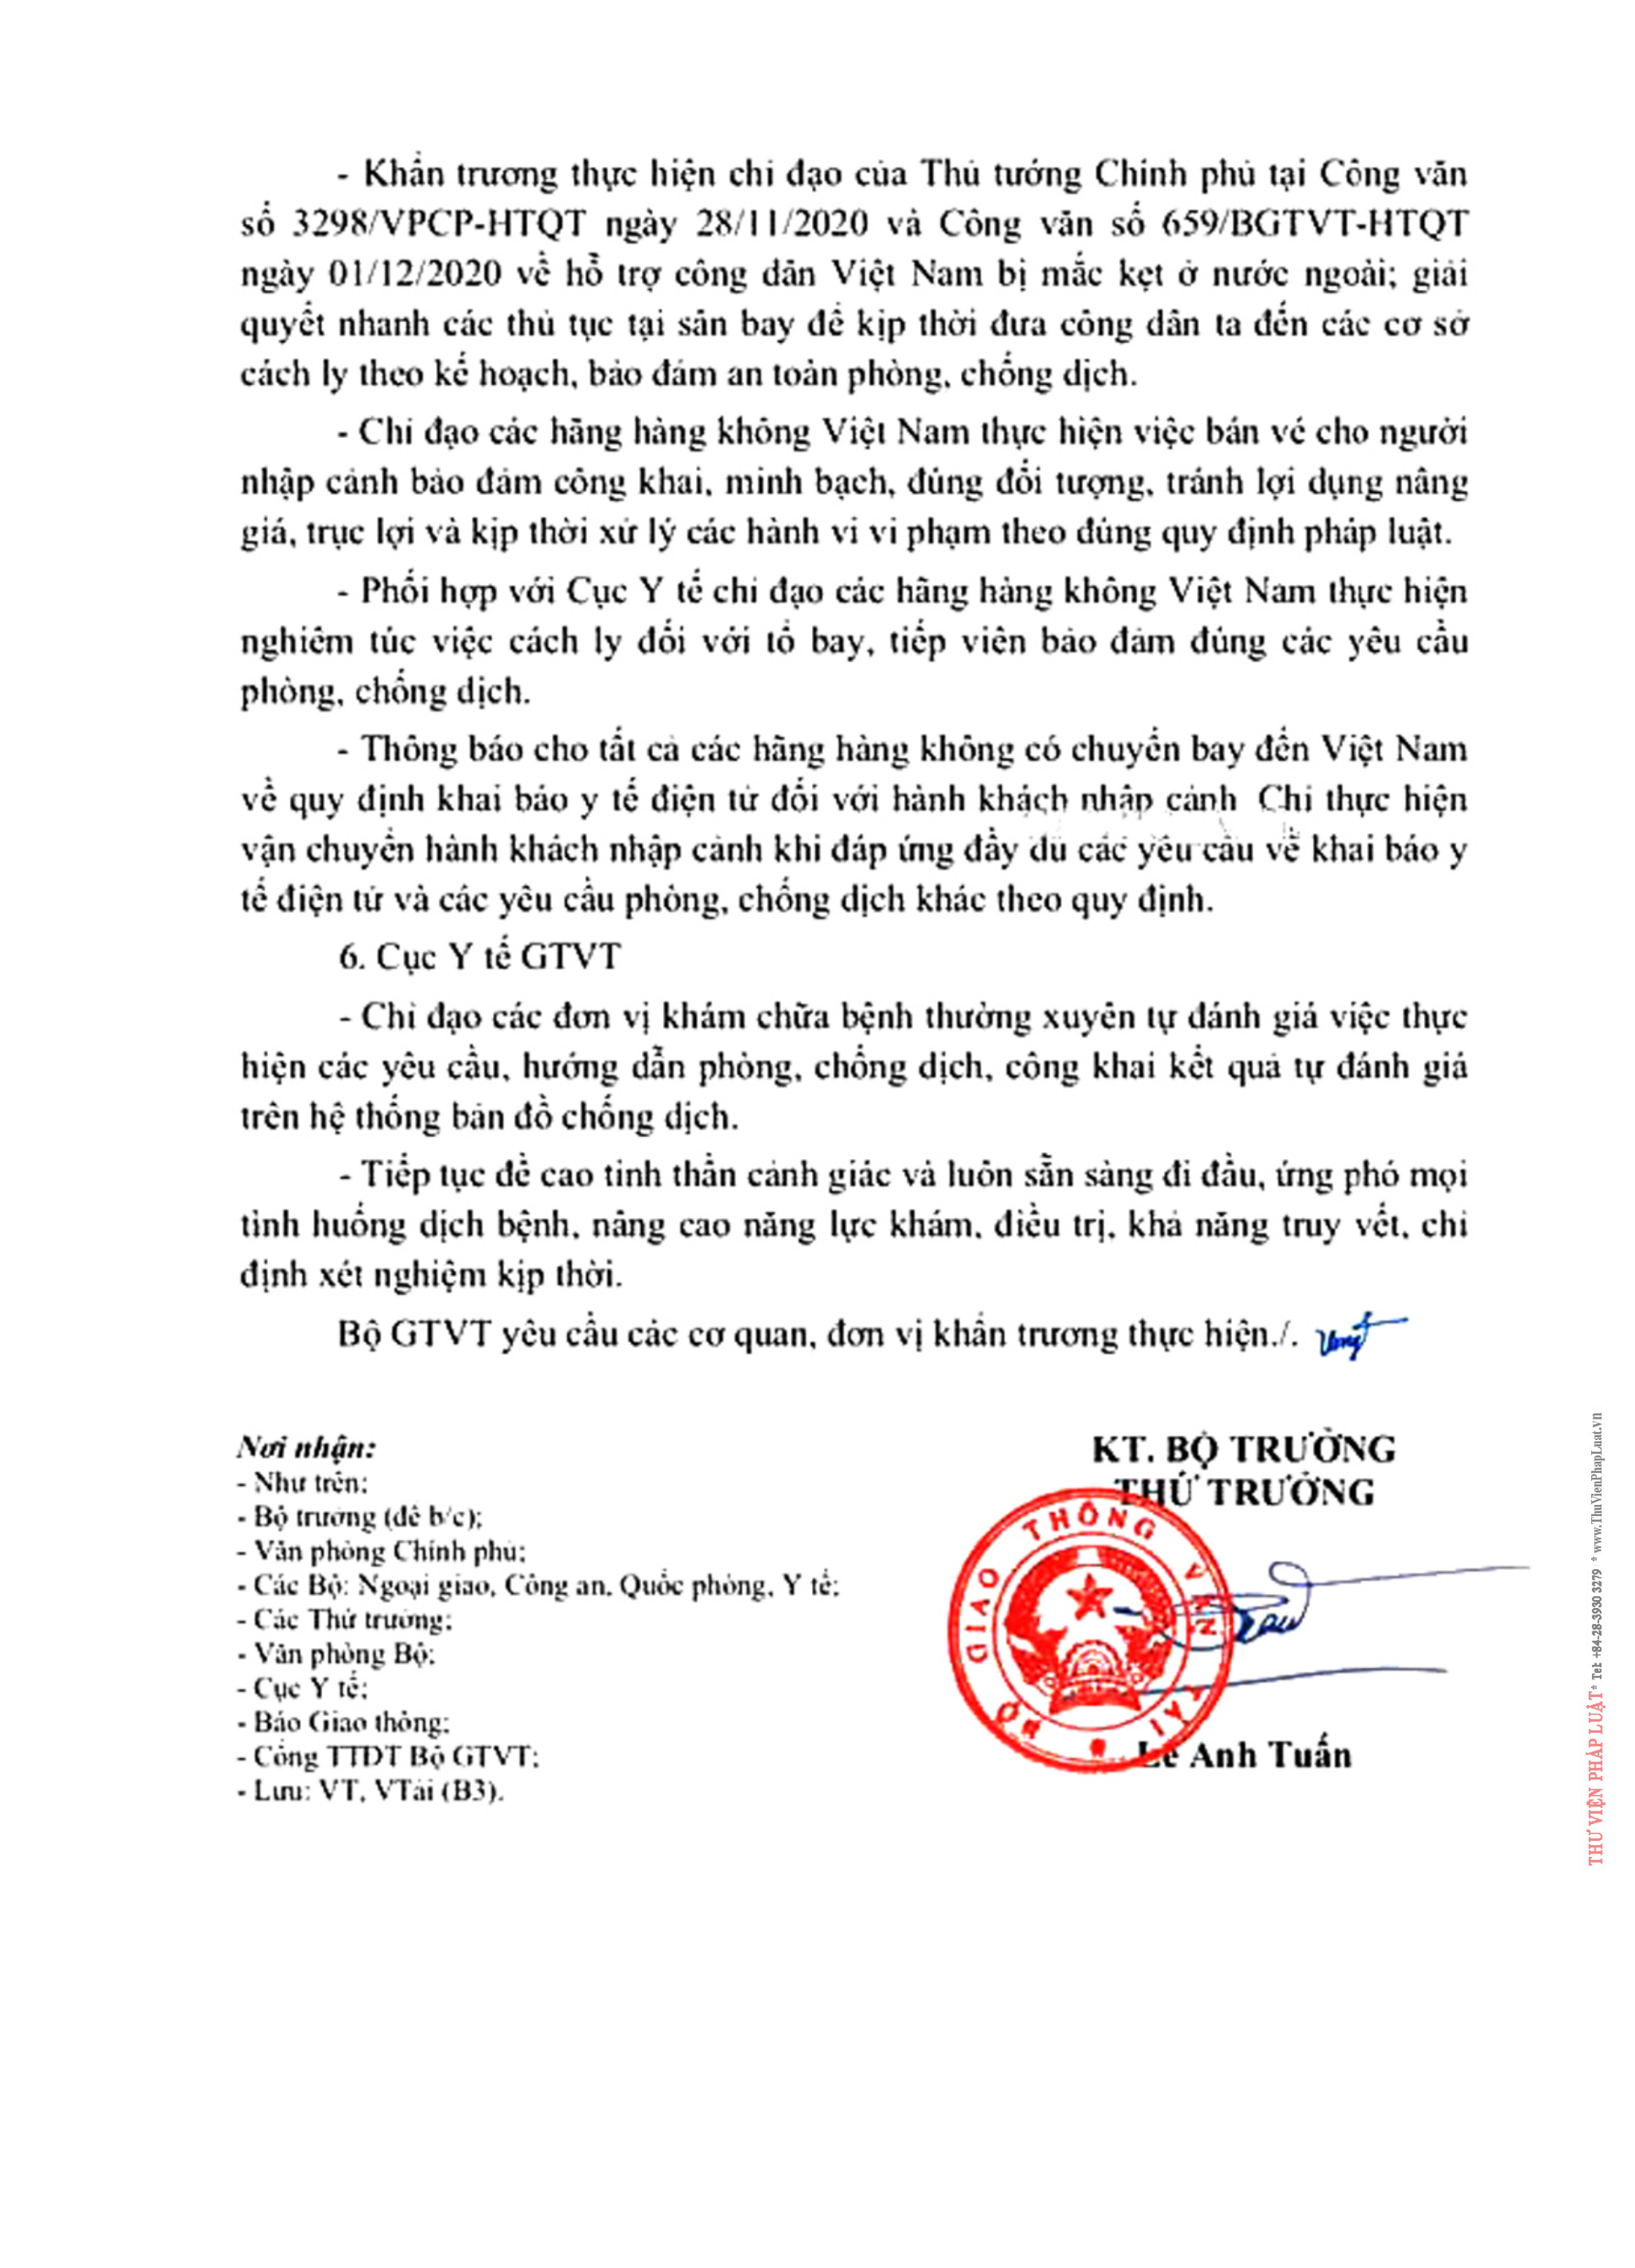 - Khẩn trương thực hiện chỉ đạo của Thủ tướng Chính phủ tại Công văn
số 3298/VPCP-HTQT ngày 28/11/2020 và Công văn số 659/BGTVT-HTQT
ngày 01/12/2020 về hỗ trợ công dân Việt Nam bị mắc kẹt ở nước ngoài; giải
quyết nhanh các thủ tục tại sân bay để kịp thời đưa công dân ta đến các cơ sở
cách ly theo kế hoạch, bảo đảm an toàn phòng, chống dịch.
- Chỉ đạo các hãng hàng không Việt Nam thực hiện việc bán vé cho người
nhập cảnh bảo đảm công khai, minh bạch, đúng đối tượng, tránh lợi dụng nâng
giá, trục lợi và kịp thời xử lý các hành vi vi phạm theo đúng quy định pháp luật.
- Phối hợp với Cục Y tế chỉ đạo các hãng hàng không Việt Nam thực hiện
nghiêm túc việc cách ly đối với tổ bay, tiếp viên bảo đảm đúng các yêu cầu
phòng, chống dịch.
- Thông báo cho tất cả các hãng hàng không có chuyến bay đến Việt Nam
về quy định khai báo y tế điện tử đối với hành khách nhập cảnh Chỉ thực hiện
vận chuyển hành khách nhập cảnh khi đáp ứng đầy đủ các yêu cầu về khai báo y
tế điện tử và các yêu cầu phòng, chống dịch khác theo quy định.
6. Cục Y tế GTVT
- Chỉ đạo các đơn vị khám chữa bệnh thường xuyên tự đánh giá việc thực
hiện các yêu cầu, hướng dẫn phòng, chống dịch, công khai kết quả tự đánh giá
trên hệ thống bản đồ chống dịch.
- Tiếp tục đề cao tinh thần cảnh giác và luôn sẵn sàng đi đầu, ứng phó mọi
tình huống dịch bệnh, nâng cao năng lực khám, điều trị, khả năng truy vết, chỉ
định xét nghiệm kịp thời.
Bộ GTVT yêu cầu các cơ quan, đơn vị khẩn trương thực hiện./.
Nơi nhận:
- Như trên;
- Bộ trưởng (để b/c);
- Văn phòng Chính phủ;
- Các Bộ: Ngoại giao, Công an, Quốc phòng, Y tế;
- Các Thứ trưởng;
- Văn phòng Bộ;
- Cục Y tế;
- Báo Giao thông;
- Cổng TTĐT Bộ GTVT;
- Lưu: VT, VTải (B3).
KT. BỘ TRƯỞNG
THỨ TRƯỞNG
BỘ GIAO THÔNG VẬN TẢI
Lê Anh Tuấn
THƯ VIỆN PHÁP LUẬT * Tel: +84-28-3930 3279 * www.ThuVienPhapLuat.vn